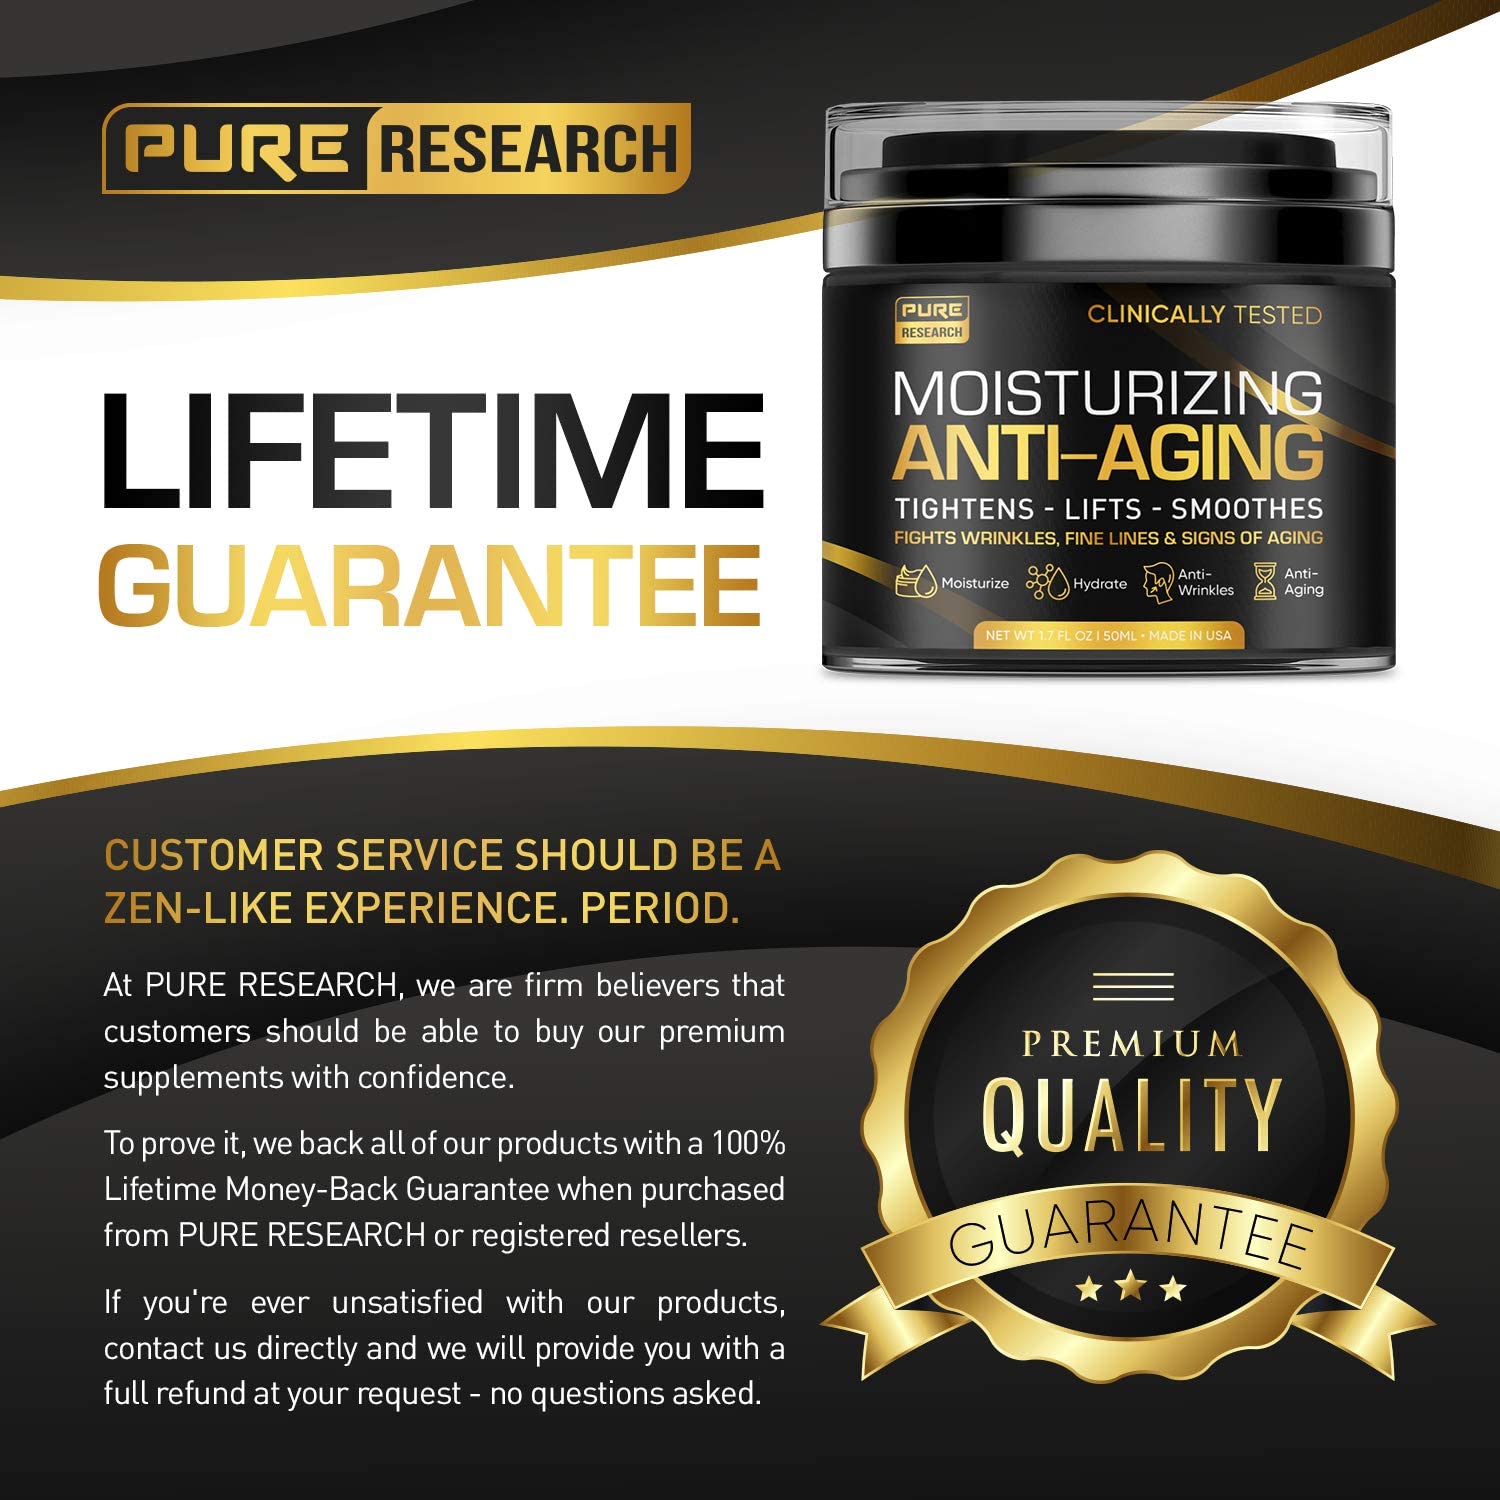 PURE RESEARCH
LIFETIME
GUARANTEE
PURE
RESEARCH
CLINICALLY TESTED
MOISTURIZING
ANTI-AGING
TIGHTENS - LIFTS - SMOOTHES
FIGHTS WRINKLES, FINE LINES & SIGNS OF AGING
Moisturize
Hydrate
Anti-
Wrinkles
Anti-
Aging
NET WT 1.7 FL OZ | 50ML • MADE IN USA
CUSTOMER SERVICE SHOULD BE A
ZEN-LIKE EXPERIENCE. PERIOD.
At PURE RESEARCH, we are firm believers that
customers should be able to buy our premium
supplements with confidence.
To prove it, we back all of our products with a 100%
Lifetime Money-Back Guarantee when purchased
from PURE RESEARCH or registered resellers.
If you're ever unsatisfied with our products,
contact us directly and we will provide you with a
full refund at your request - no questions asked.
PREMIUM
QUALITY
GUARANTEE